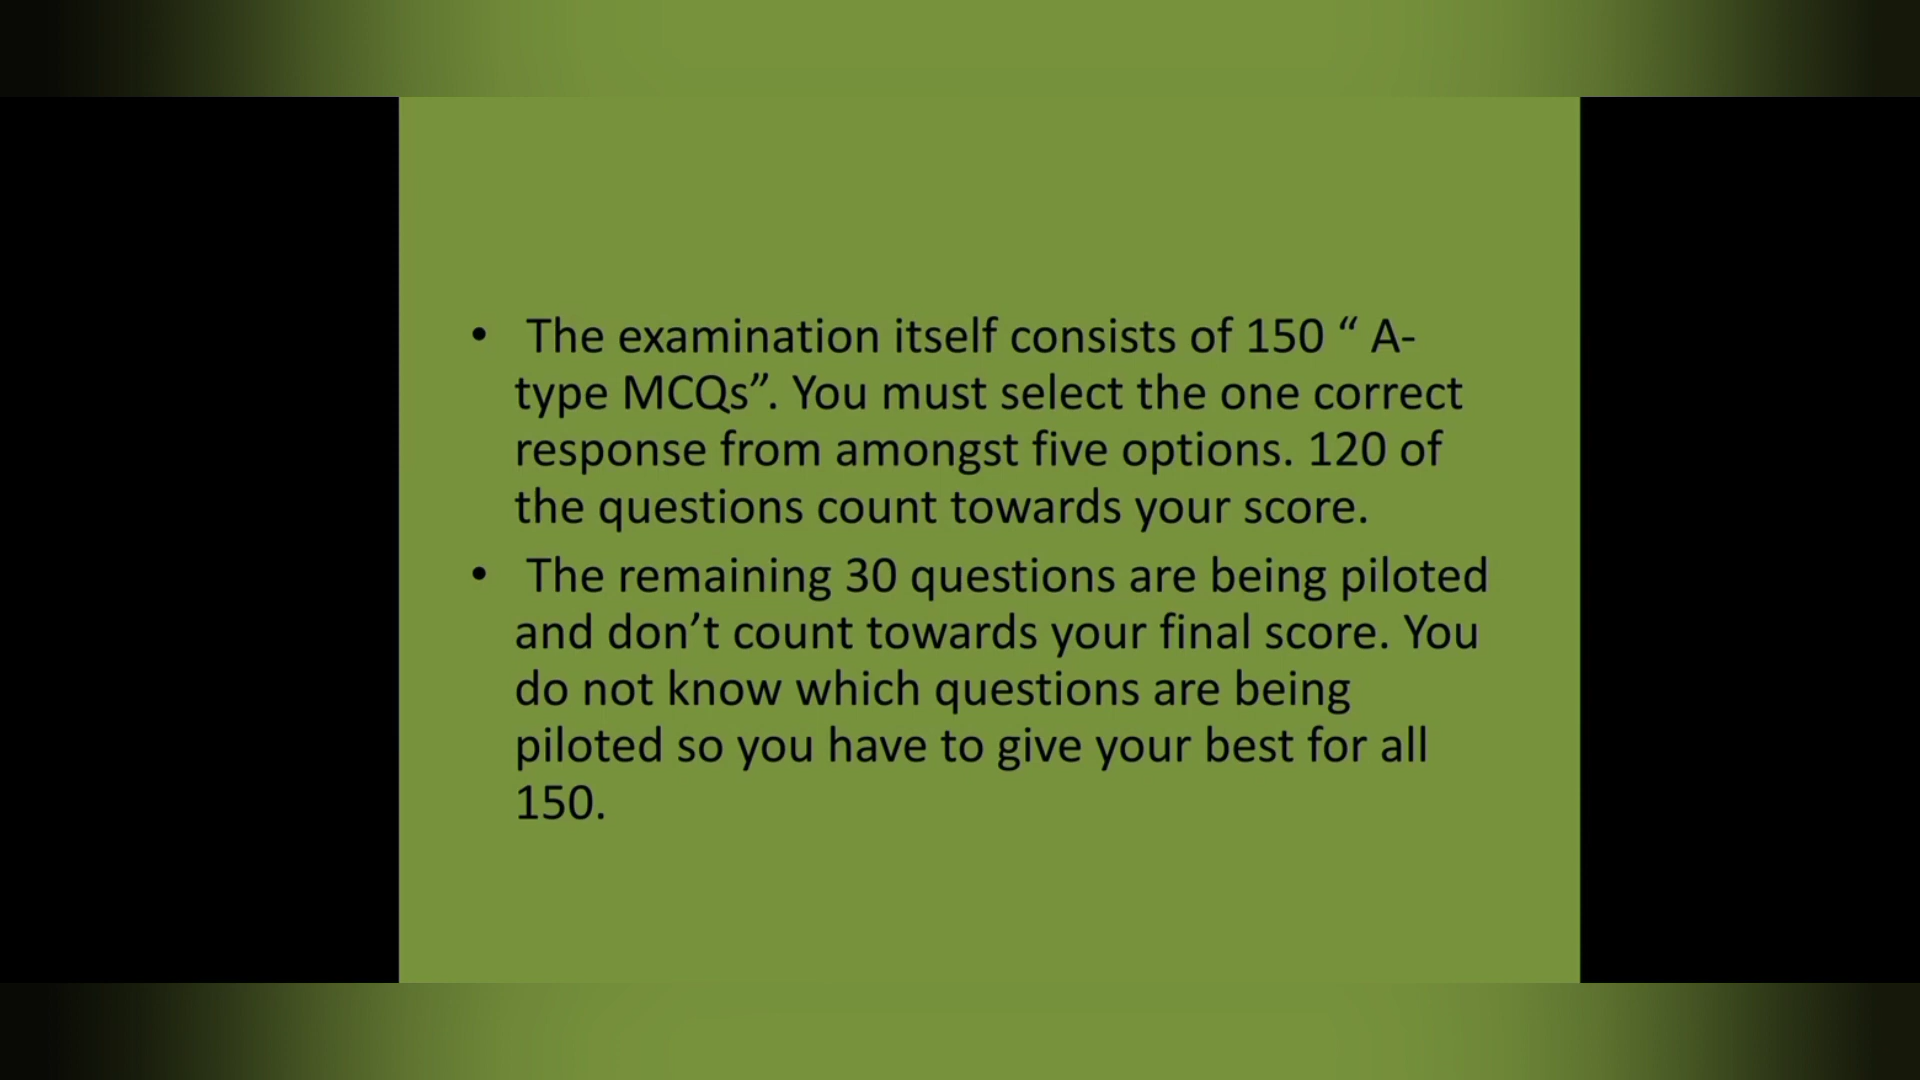 • The examination itself consists of 150 “ A-
type MCQs”. You must select the one correct
response from amongst five options. 120 of
the questions count towards your score.
• The remaining 30 questions are being piloted
and don’t count towards your final score. You
do not know which questions are being
piloted so you have to give your best for all
150.